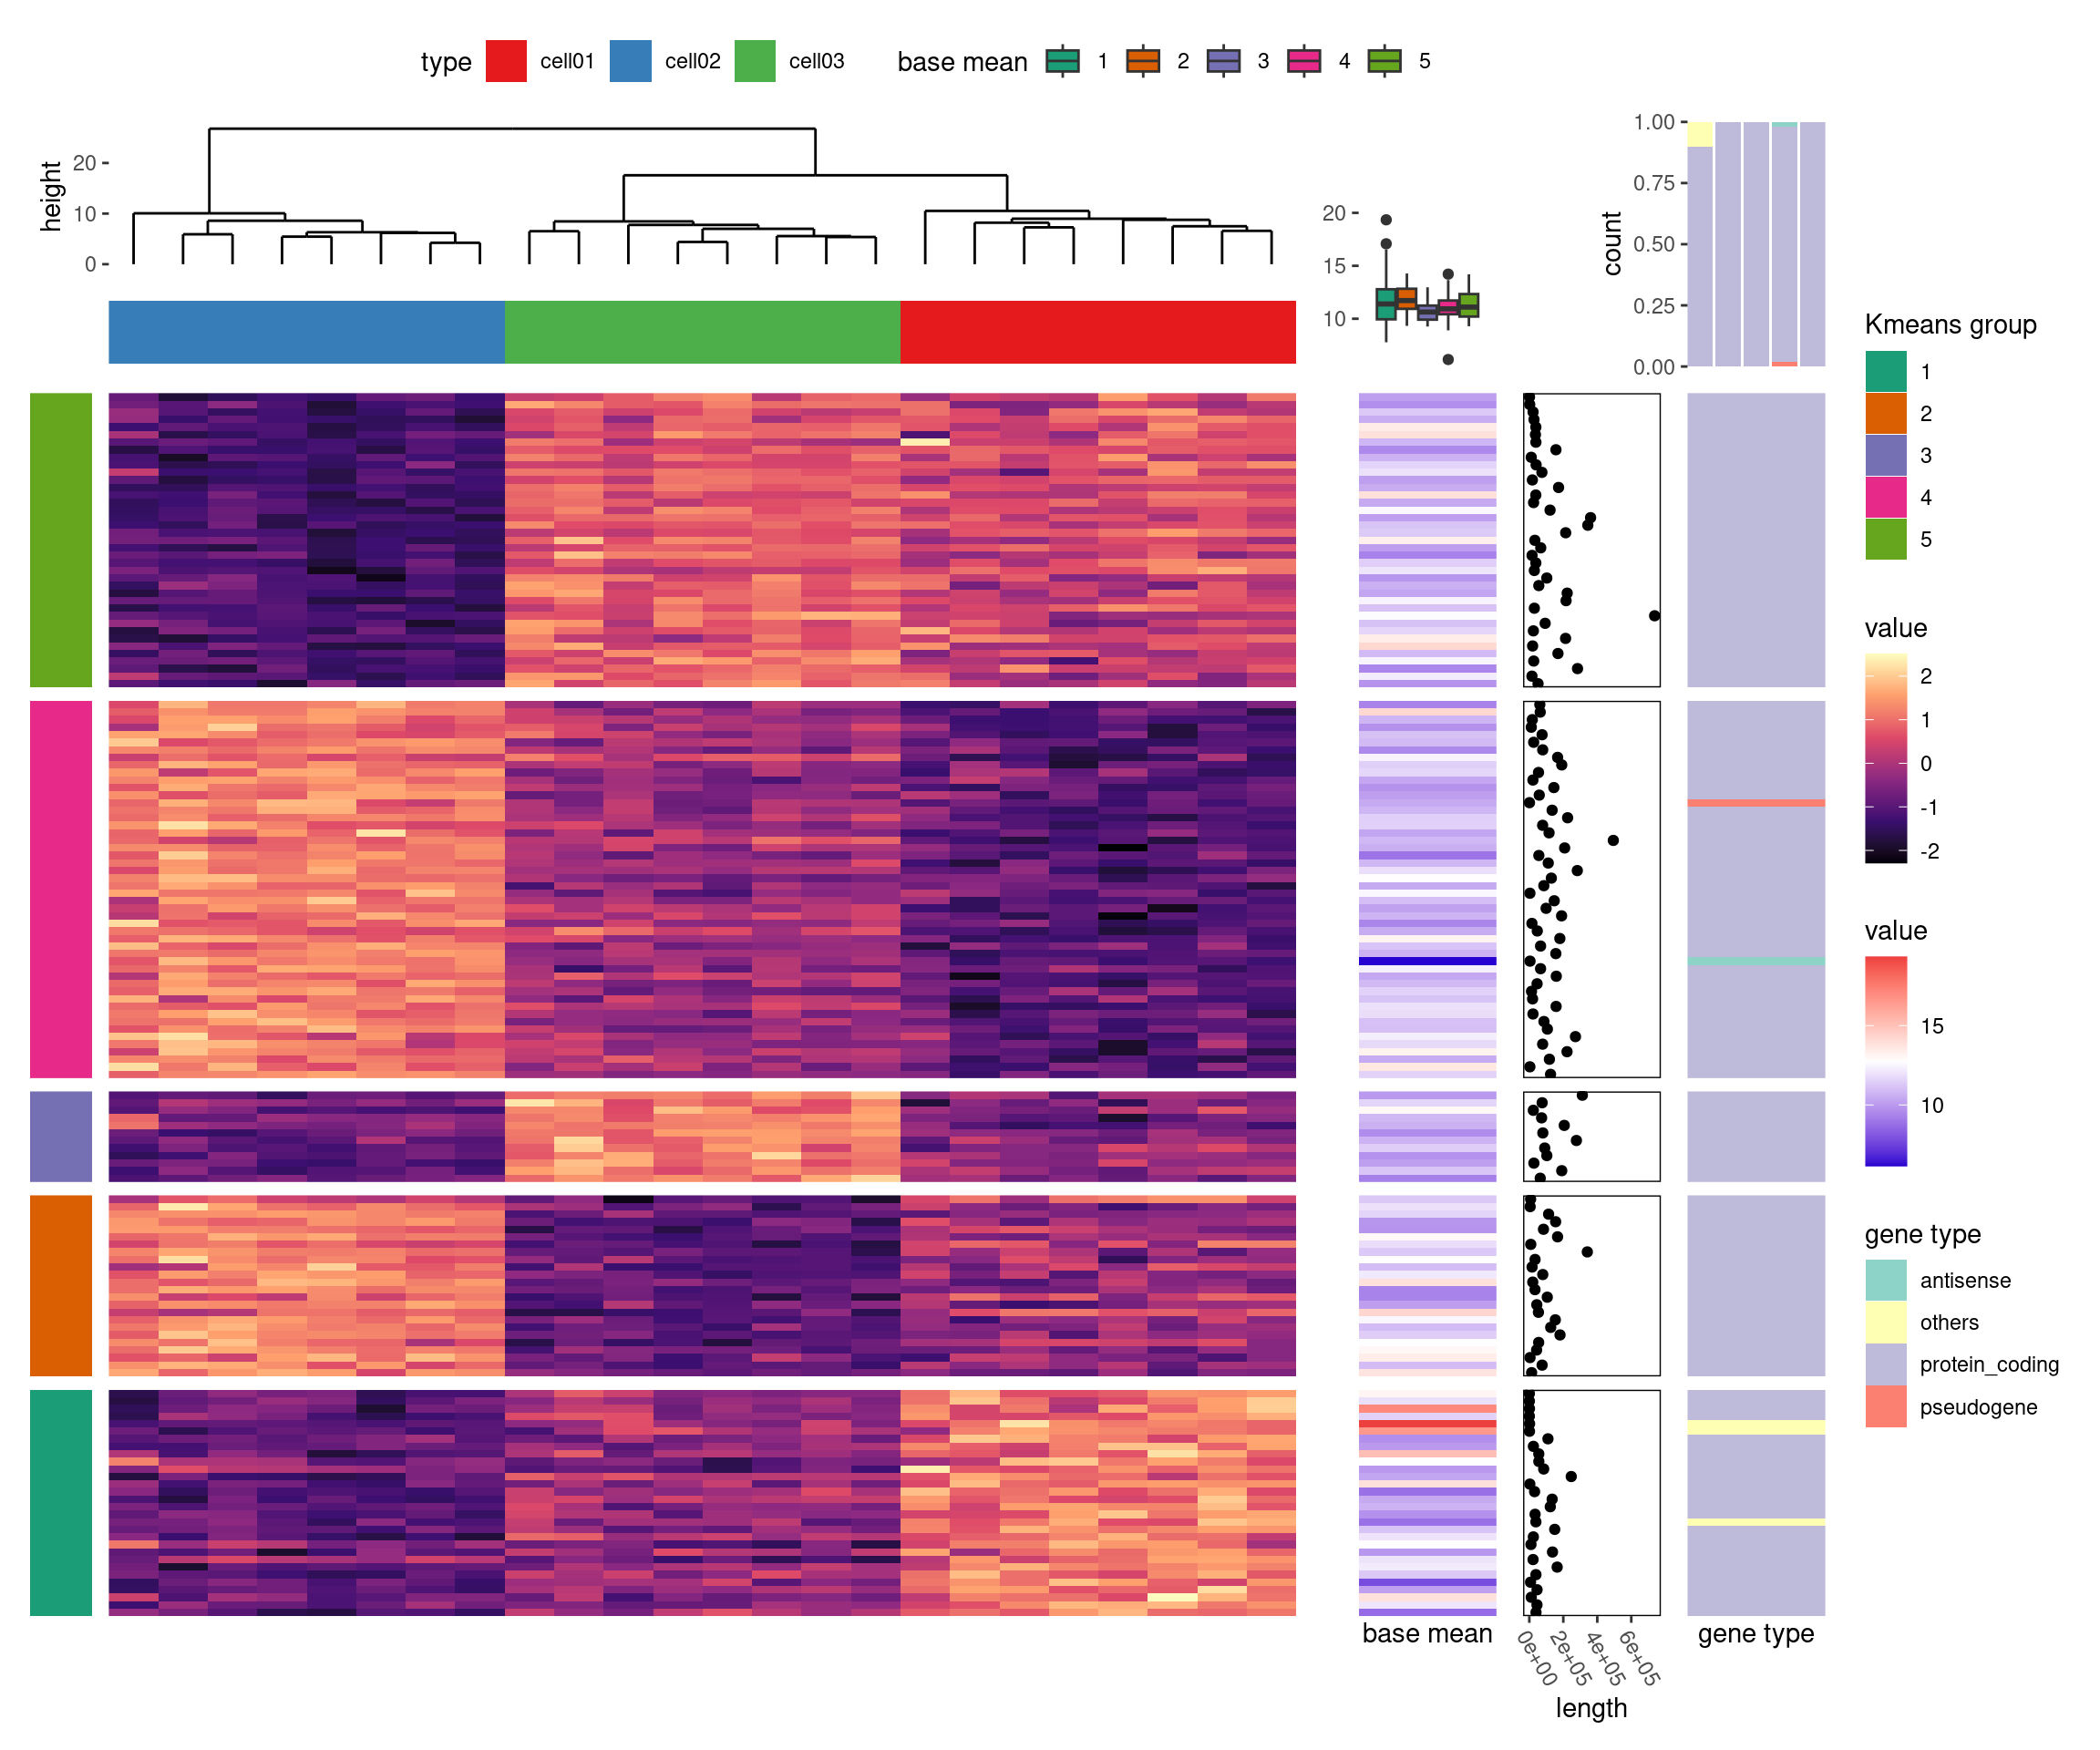 type cell01 cell02 cell03 base mean 1 2 3 4 5
height
20
10
0
20
15
10
count
1.00
0.75
0.50
0.25
0.00
Kmeans group
1
2
3
4
5
value
2
1
0
-1
-2
value
15
10
gene type
antisense
others
protein_coding
pseudogene
base mean
0e+00
2e+05
4e+05
6e+05
length
gene type